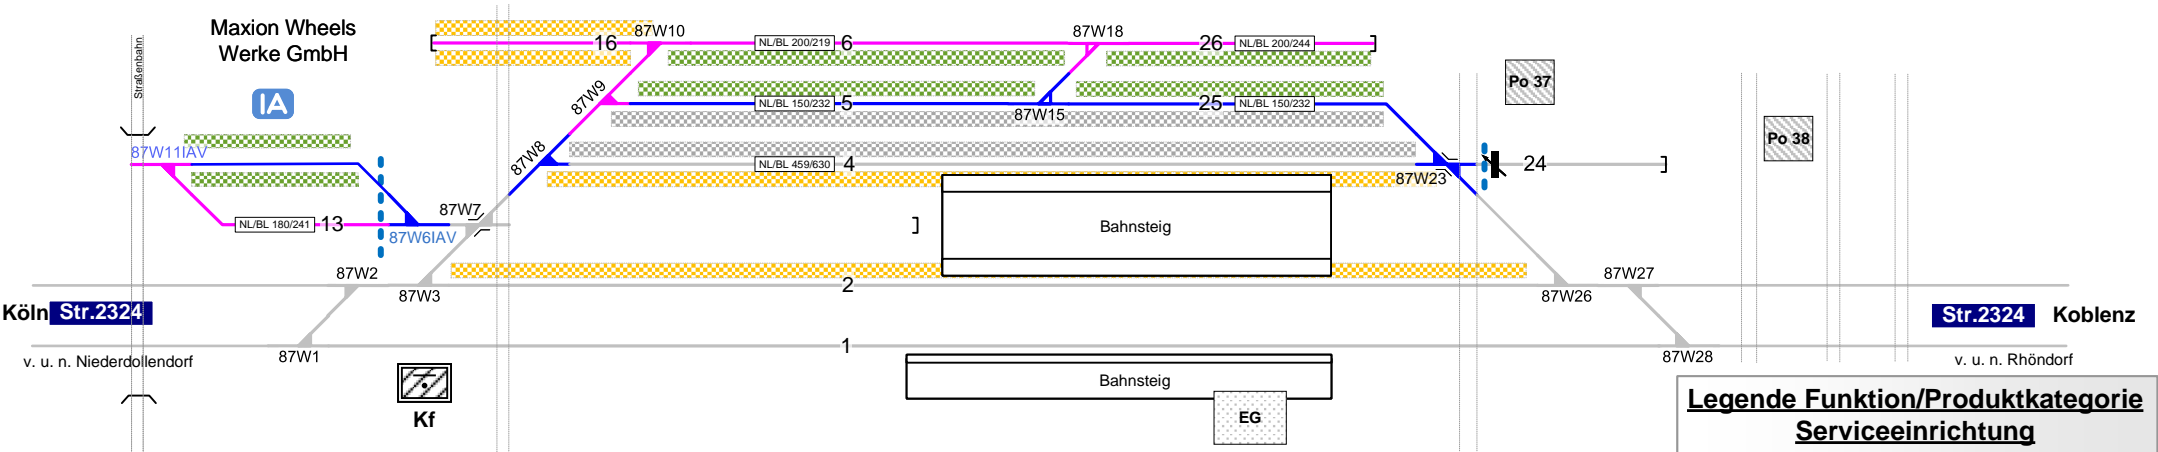 Maxion Wheels
Werke GmbH
Straßenbahn
IA
16
87W10
NL/BL 200/219
6
87W18
26
NL/BL 200/244
Po 37
87W9
NL/BL 150/232
5
87W15
25
NL/BL 150/232
Po 38
87W11IAV
87W8
NL/BL 459/630
4
87W23
24
NL/BL 180/241
13
87W7
87W6IAV
Bahnsteig
87W2
87W3
2
87W26
87W27
Köln
Str.2324
Str.2324
Koblenz
87W1
1
87W28
v. u. n. Niederdollendorf
v. u. n. Rhöndorf
Bahnsteig
Kf
EG
Legende Funktion/Produktkategorie
Serviceeinrichtung